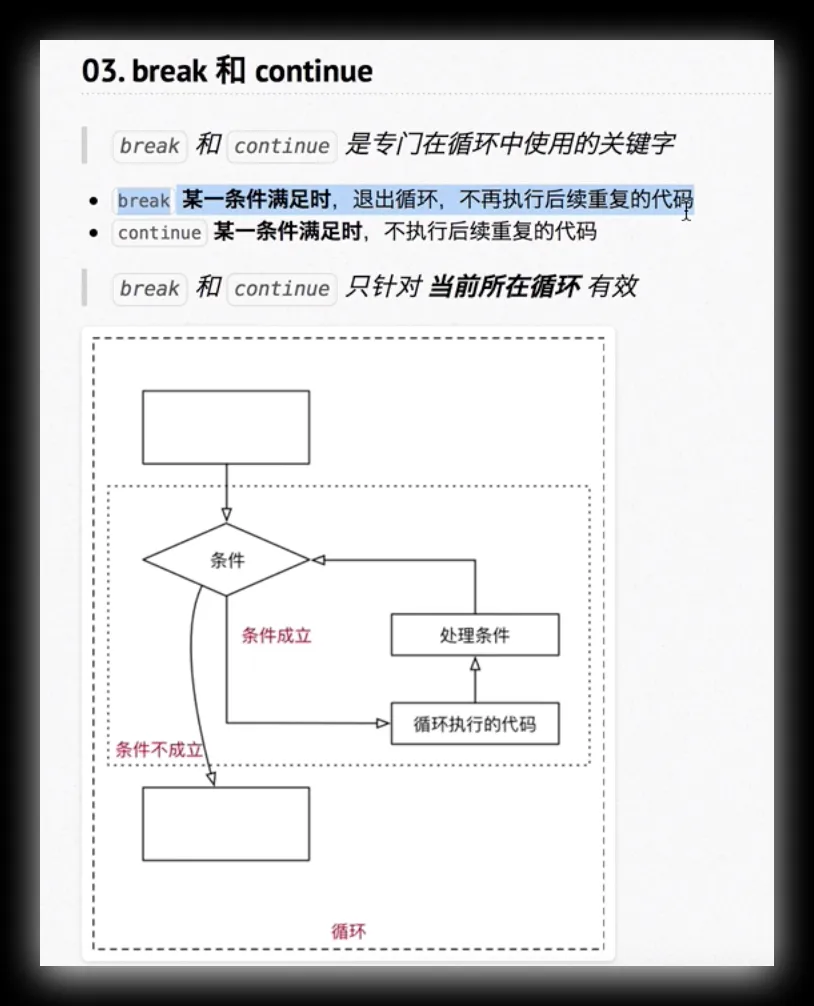 03. break 和 continue
break 和 continue 是专门在循环中使用的关键字
break 某一条件满足时，退出循环，不再执行后续重复的代码
continue 某一条件满足时，不执行后续重复的代码
break 和 continue 只针对 当前所在循环 有效
条件
条件成立
处理条件
循环执行的代码
条件不成立
循环